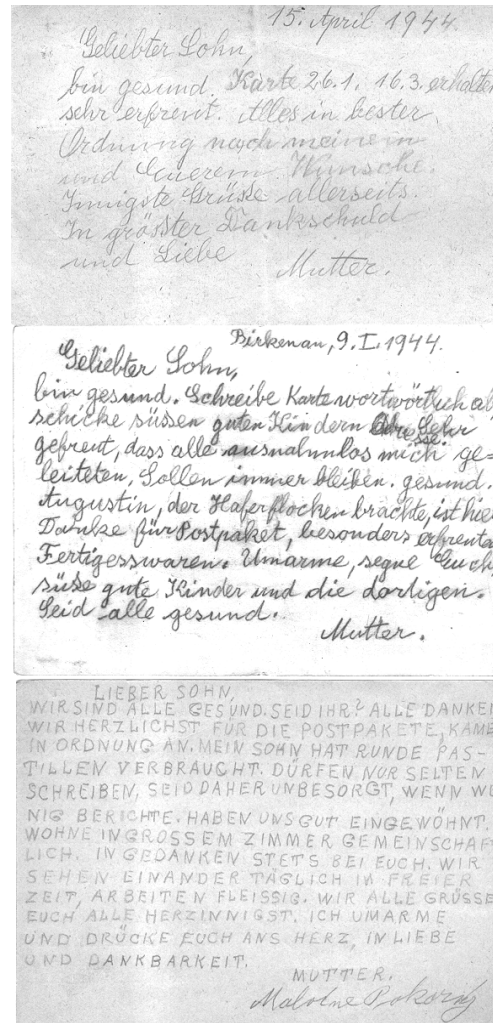 15. April 1944
Geliebter Sohn,
bin gesund. Karte 26.1. 16.3. erhalten
sehr erfreut. Alles in bester
Ordnung nach meinem
und Euerem Wunsche.
Innigste Grüsse allerseits.
In grösster Dankschuld
und Liebe
Mutter.
Birkenau, 9. I. 1944.
Geliebter Sohn,
bin gesund. Schreibe Karte wortwörtlich ab,
schicke süssen guten Kindern Adresse. Sehr
gefreut, dass alle ausnahmlos mich ge=
leiteten. Sollen immer bleiben. gesund.
Augustin, der Haferflocken brachte, ist hie
Danke für Postpaket, besonders erfreuta
Fertigesswaren. Umarme, segne Euch
süsse gute Kinder und die dortigen.
Seid alle gesund.
Mutter.
LIEBER SOHN,
WIR SIND ALLE GESUND. SEID IHR? ALLE DANKEN
WIR HERZLICHST FÜR DIE POSTPAKETE, KAME
IN ORDNUNG AN. MEIN SOHN HAT RUNDE PAS-
TILLEN VERBRAUCHT. DÜRFEN NUR SELTEN
SCHREIBEN, SEID DAHER UNBESORGT, WENN WE
NIG BERICHTE. HABEN UNS GUT EINGEWÖHNT.
WOHNE IN GROSSEM ZIMMER GEMEINSCHAFT
LICH. IN GEDANKEN STETS BEI EUCH. WIR
SEHEN EINANDER TÄGLICH IN FREIER
ZEIT, ARBEITEN FLEISSIG. WIR ALLE GRÜSSE
EUCH ALLE HERZINNIGST. ICH UMARME
UND DRÜCKE EUCH ANS HERZ, IN LIEBE
UND DANKBARKEIT.
MUTTER.
Malvine Pokorny